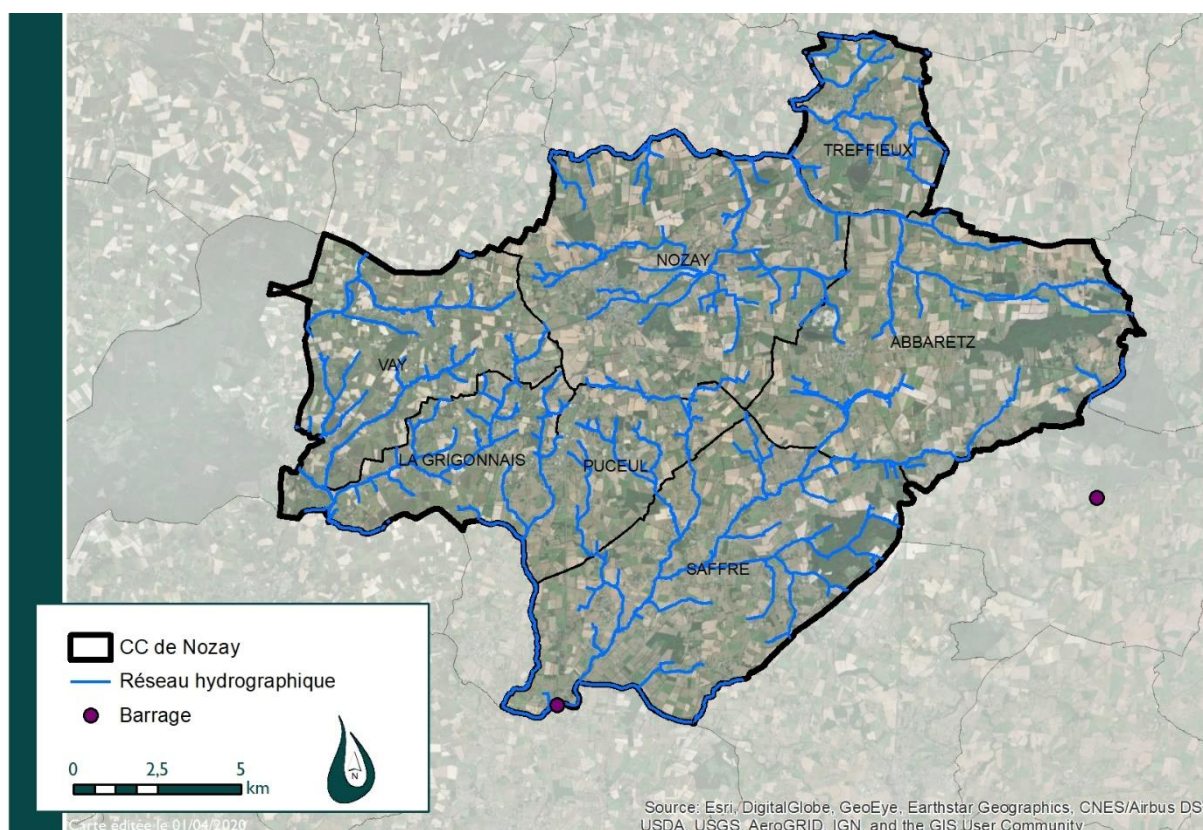 TREFFIEUX
NOZAY
ABBARETZ
VAY
LA GRIGONNAIS
PUCEUL
SAFFRE
CC de Nozay
Réseau hydrographique
Barrage
0 2,5 5
km
N
Carte éditée le 01/04/2020
Source: Esri, DigitalGlobe, GeoEye, Earthstar Geographics, CNES/Airbus DS,
USDA, USGS, AeroGRID, IGN, and the GIS User Community